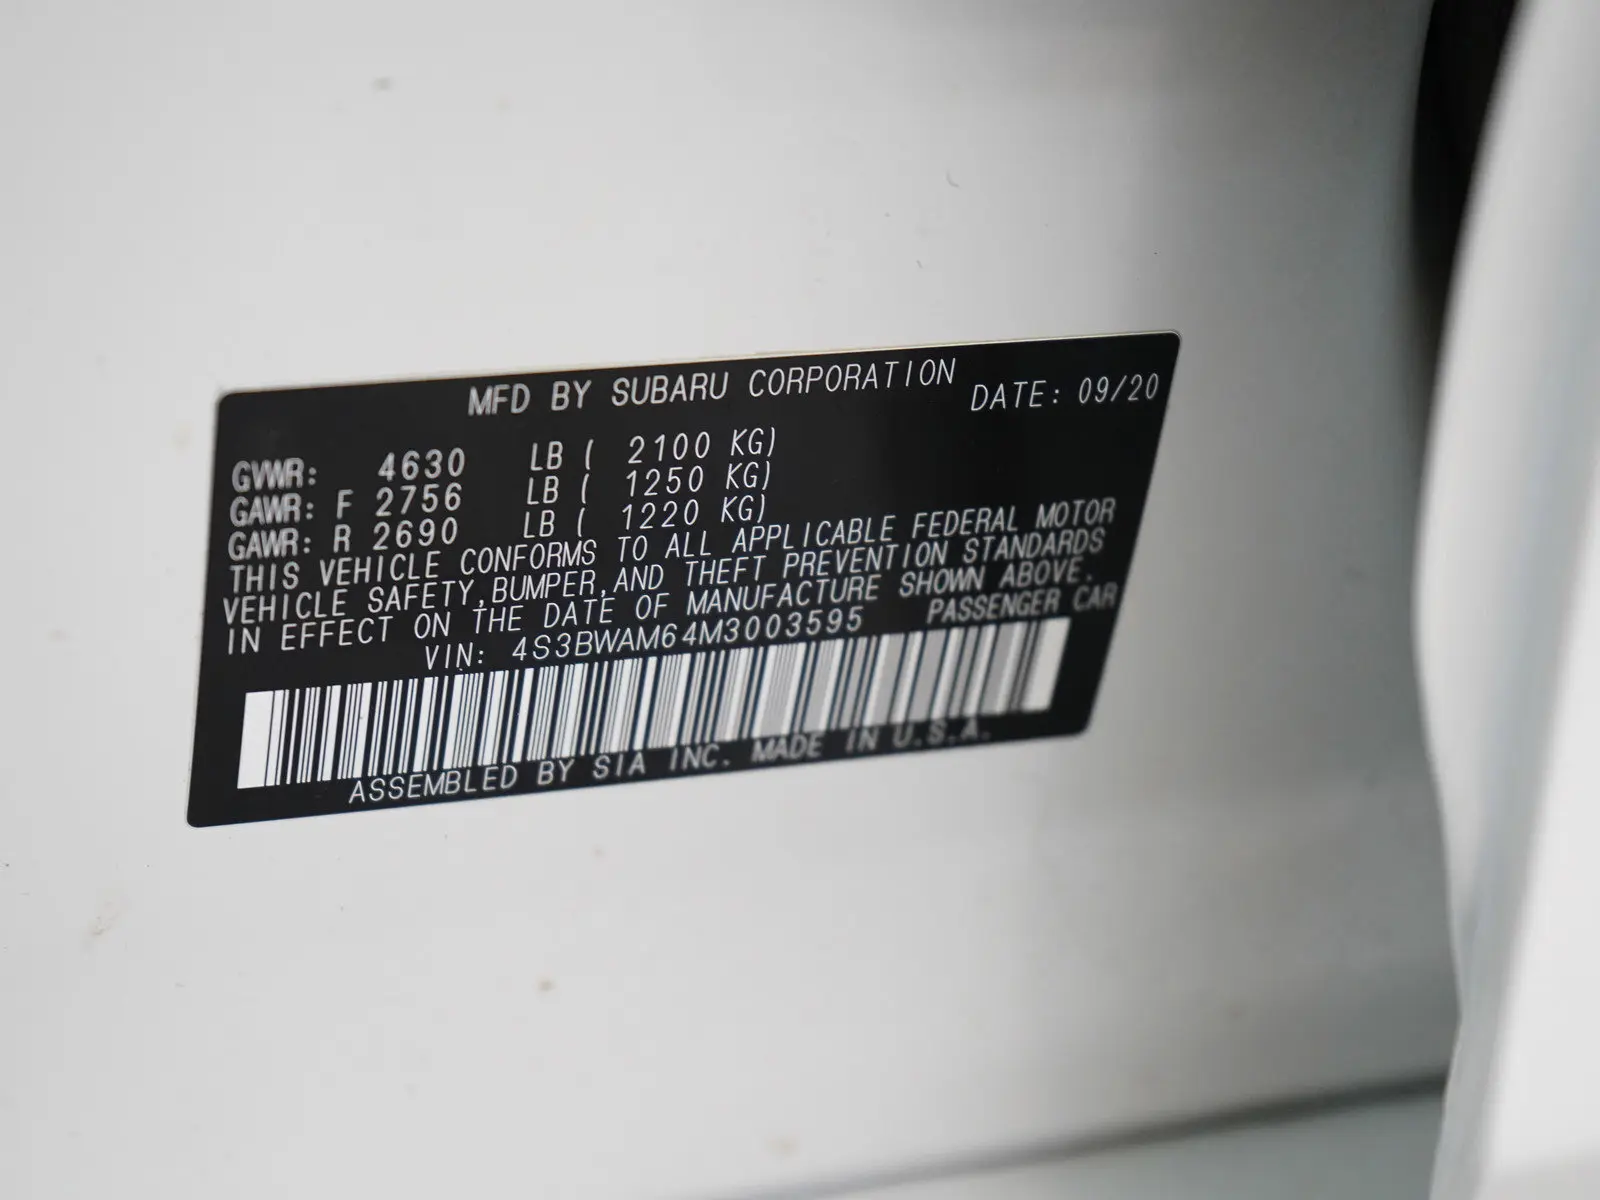 MFD BY SUBARU CORPORATION DATE: 09/20
GVWR: 4630 LB ( 2100 KG)
GAWR: F 2756 LB ( 1250 KG)
GAWR: R 2690 LB ( 1220 KG)
THIS VEHICLE CONFORMS TO ALL APPLICABLE FEDERAL MOTOR
VEHICLE SAFETY,BUMPER,AND THEFT PREVENTION STANDARDS
IN EFFECT ON THE DATE OF MANUFACTURE SHOWN ABOVE.
VIN: 4S3BWAM64M3003595 PASSENGER CAR
ASSEMBLED BY SIA INC. MADE IN U.S.A.